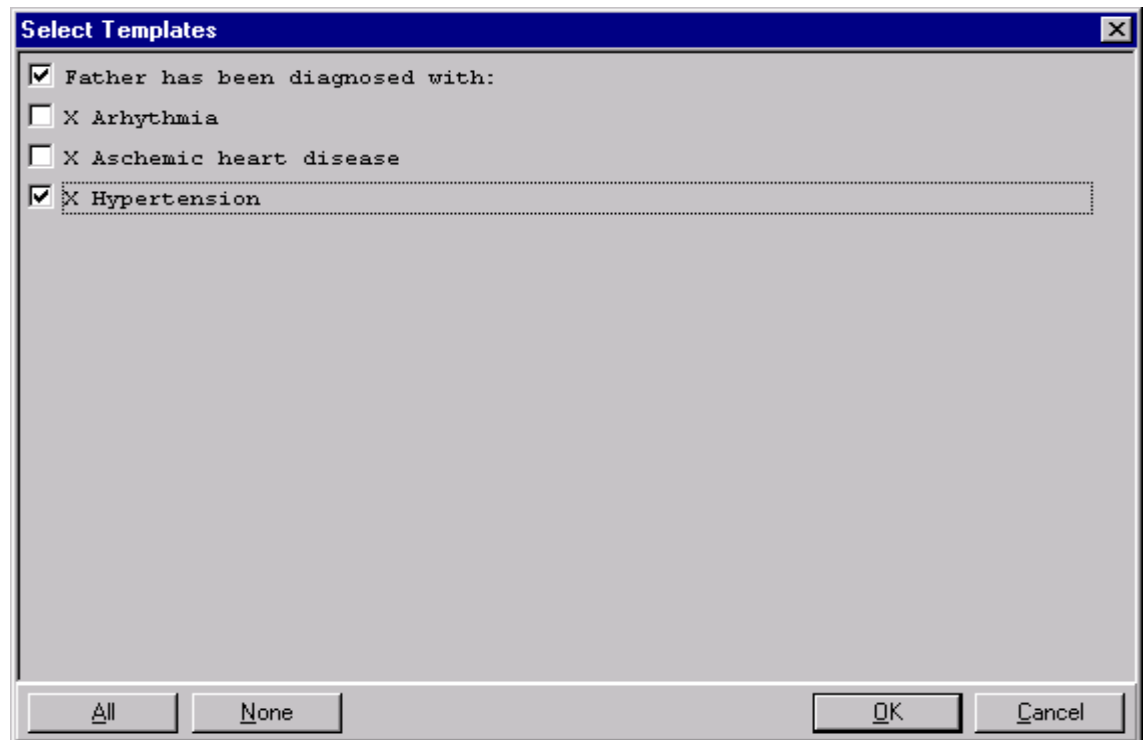 Select Templates
Father has been diagnosed with:
X Arhythmia
X Aschemic heart disease
X Hypertension
All None OK Cancel